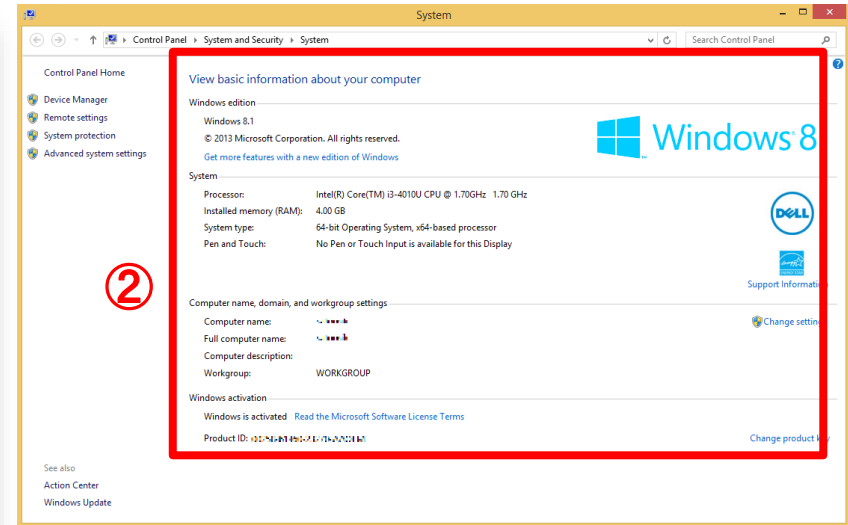 System
Control Panel ▸ System and Security ▸ System
Search Control Panel
Control Panel Home
Device Manager
Remote settings
System protection
Advanced system settings
②
View basic information about your computer
Windows edition
Windows 8.1
© 2013 Microsoft Corporation. All rights reserved.
Get more features with a new edition of Windows
Windows 8
System
Processor: Intel(R) Core(TM) i3-4010U CPU @ 1.70GHz 1.70 GHz
Installed memory (RAM): 4.00 GB
System type: 64-bit Operating System, x64-based processor
Pen and Touch: No Pen or Touch Input is available for this Display
DELL
Support Information
Computer name, domain, and workgroup settings
Computer name:
Full computer name:
Computer description:
Workgroup: WORKGROUP
Change settings
Windows activation
Windows is activated Read the Microsoft Software License Terms
Product ID:
Change product key
See also
Action Center
Windows Update